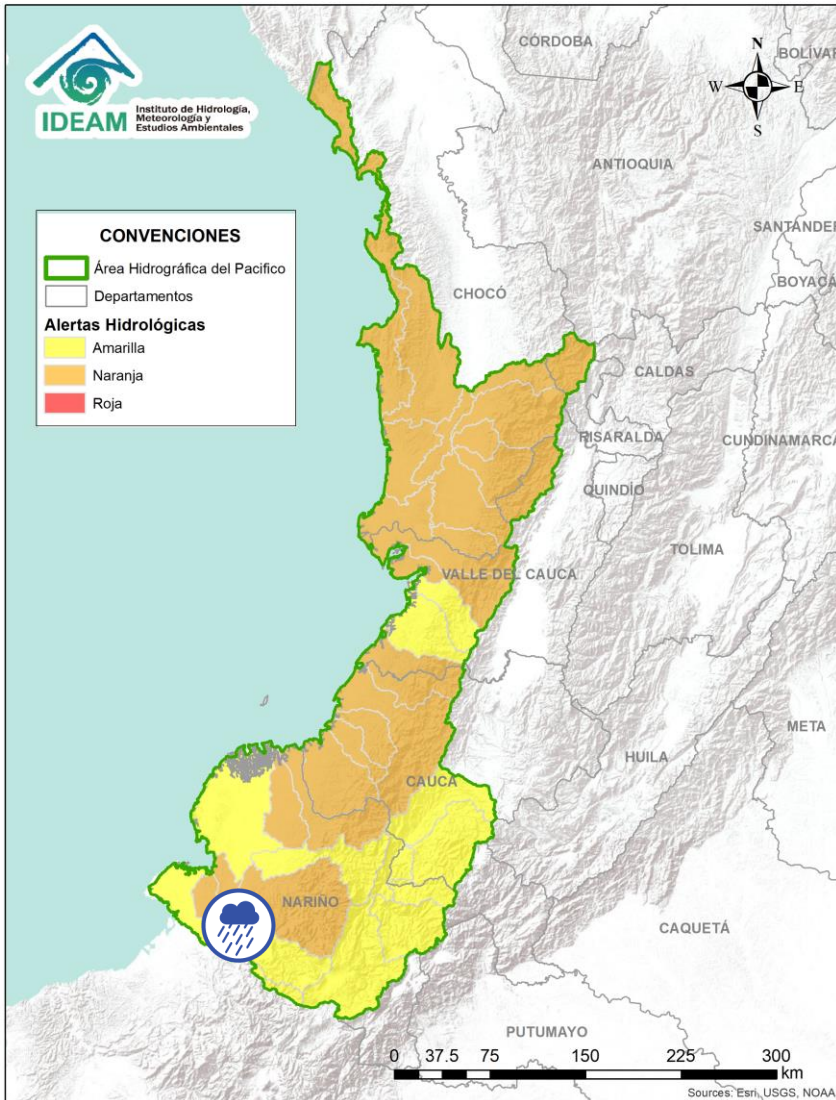 IDEAM
Instituto de Hidrología,
Meteorología y
Estudios Ambientales
CÓRDOBA
BOLÍVAR
N
W
E
S
ANTIOQUIA
SANTANDER
BOYACÁ
CONVENCIONES
Área Hidrográfica del Pacifico
Departamentos
Alertas Hidrológicas
Amarilla
Naranja
Roja
CHOCÓ
CALDAS
RISARALDA
CUNDINAMARCA
QUINDÍO
TOLIMA
VALLE DEL CAUCA
META
HUILA
CAUCA
NARIÑO
CAQUETÁ
PUTUMAYO
0 37.5 75 150 225 300
km
Sources: Esri, USGS, NOAA